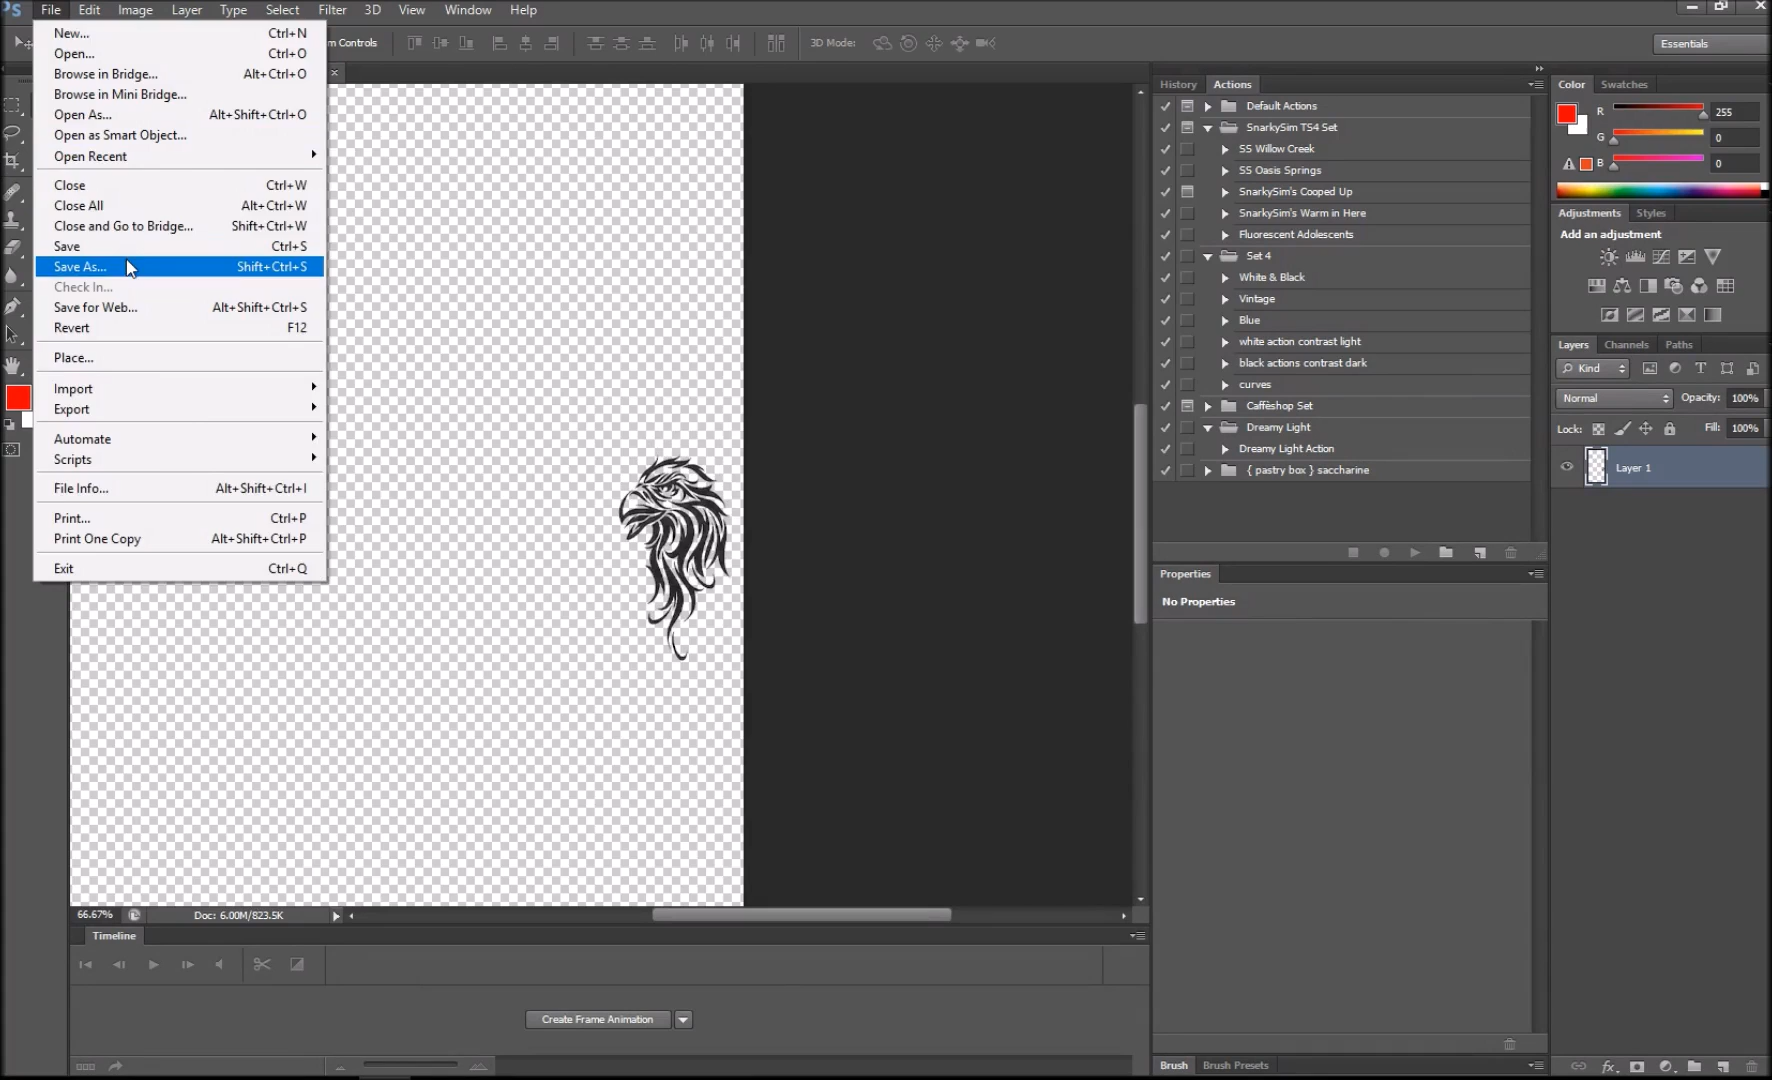 Ps File Edit Image Layer Type Select Filter 3D View Window Help
m Controls 3D Mode: Essentials
New... Ctrl+N
Open... Ctrl+O
Browse in Bridge... Alt+Ctrl+O
Browse in Mini Bridge...
Open As... Alt+Shift+Ctrl+O
Open as Smart Object...
Open Recent
Close Ctrl+W
Close All Alt+Ctrl+W
Close and Go to Bridge... Shift+Ctrl+W
Save Ctrl+S
Save As... Shift+Ctrl+S
Check In...
Save for Web... Alt+Shift+Ctrl+S
Revert F12
Place...
Import
Export
Automate
Scripts
File Info... Alt+Shift+Ctrl+I
Print... Ctrl+P
Print One Copy Alt+Shift+Ctrl+P
Exit Ctrl+Q
66.67% Doc: 6.00M/823.5K
Timeline
Create Frame Animation
History Actions
Default Actions
SnarkySim TS4 Set
SS Willow Creek
SS Oasis Springs
SnarkySim's Cooped Up
SnarkySim's Warm in Here
Fluorescent Adolescents
Set 4
White & Black
Vintage
Blue
white action contrast light
black actions contrast dark
curves
Caffèshop Set
Dreamy Light
Dreamy Light Action
{ pastry box } saccharine
Properties
No Properties
Brush Brush Presets
Color Swatches
R 255
G 0
B 0
Adjustments Styles
Add an adjustment
Layers Channels Paths
Kind
Normal Opacity: 100%
Lock: Fill: 100%
Layer 1
fx